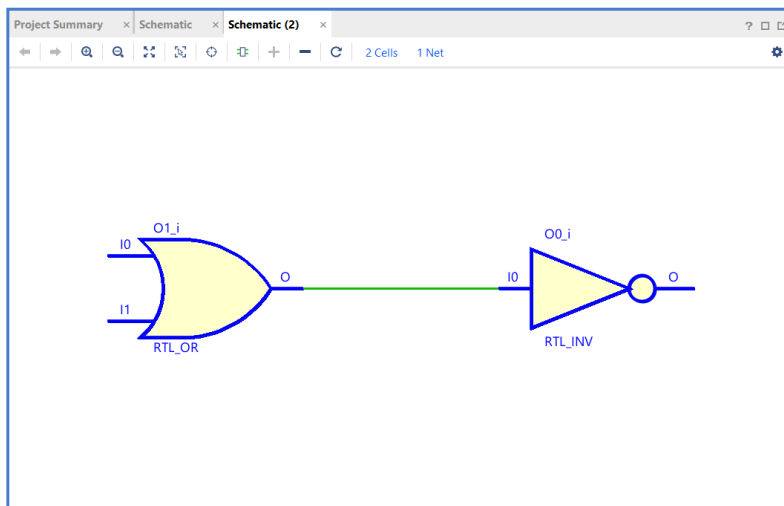 Project Summary × Schematic × Schematic (2) × ?
2 Cells 1 Net
O1_i
I0
O
I1
RTL_OR
O0_i
I0
O
RTL_INV